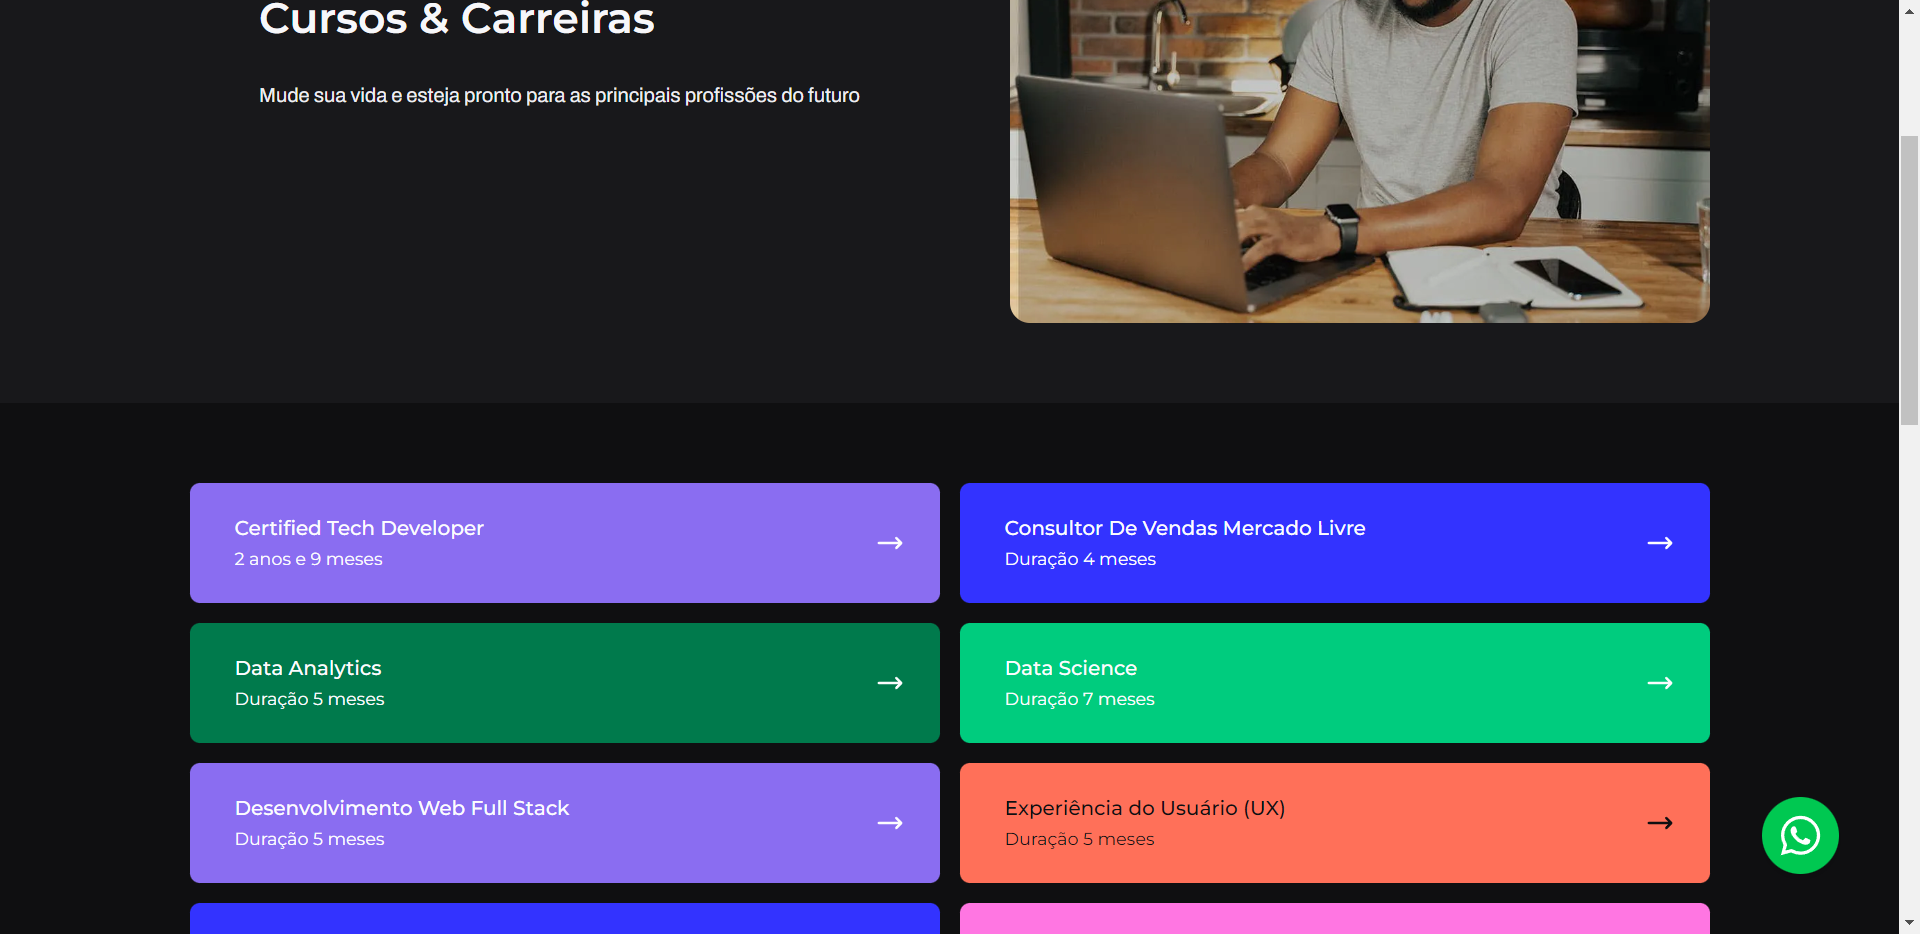 Cursos & Carreiras
Mude sua vida e esteja pronto para as principais profissões do futuro
Certified Tech Developer
2 anos e 9 meses
Consultor De Vendas Mercado Livre
Duração 4 meses
Data Analytics
Duração 5 meses
Data Science
Duração 7 meses
Desenvolvimento Web Full Stack
Duração 5 meses
Experiência do Usuário (UX)
Duração 5 meses